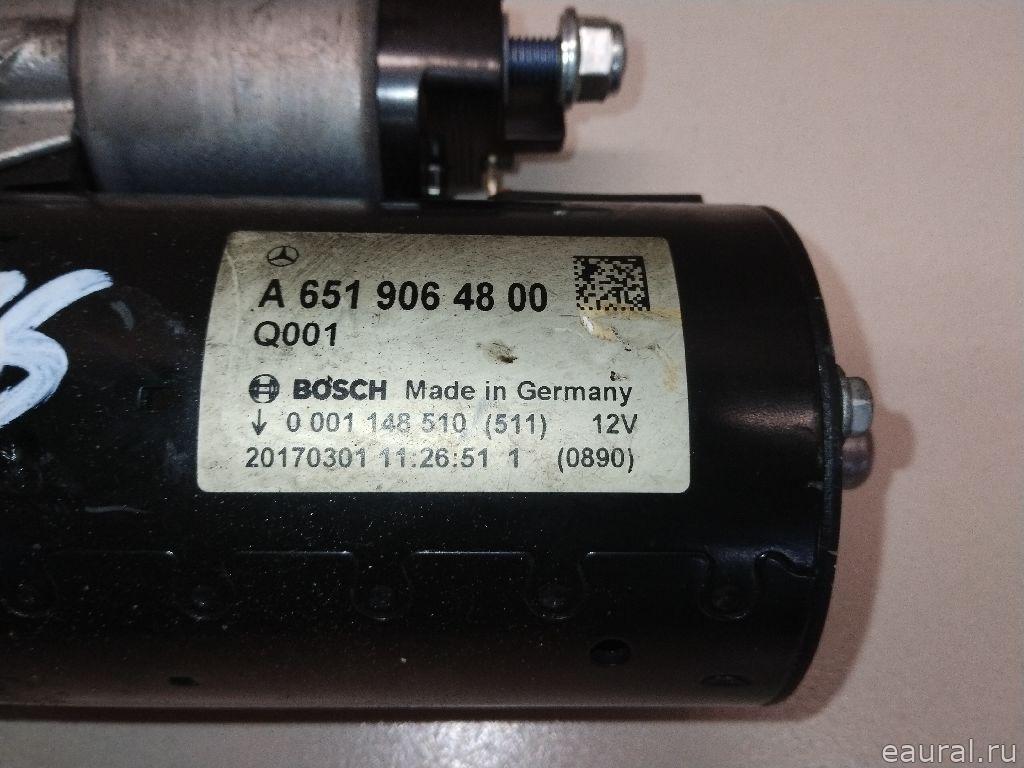 A 651 906 48 00
Q001
BOSCH Made in Germany
↓ 0 001 148 510 (511) 12V
20170301 11:26:51 1 (0890)
eaural.ru